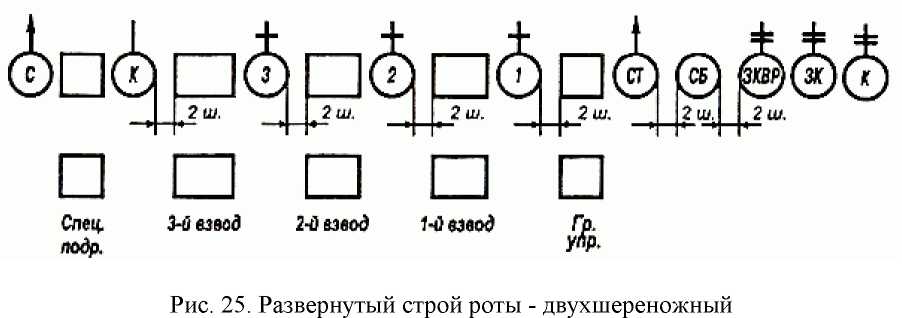 С К 3 2 1 СТ СБ ЗКВР ЗК К
2 ш. 2 ш. 2 ш. 2 ш. 2 ш. 2 ш.
Спец. подр. 3-й взвод 2-й взвод 1-й взвод Гр. упр.
Рис. 25. Развернутый строй роты - двухшереножный